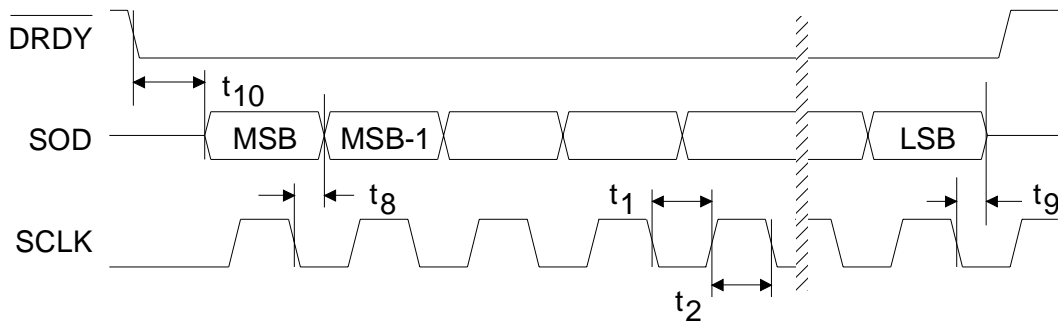 DRDY
t10
SOD
MSB
MSB-1
LSB
t8
t1
t9
SCLK
t2